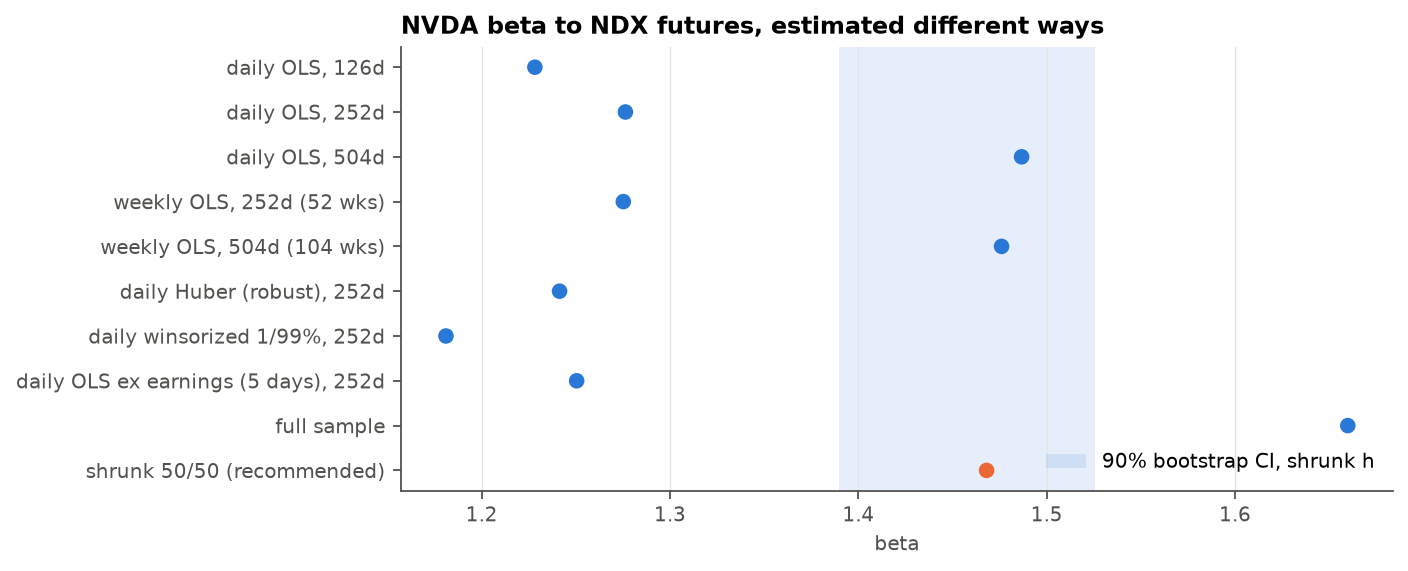 NVDA beta to NDX futures, estimated different ways
daily OLS, 126d
daily OLS, 252d
daily OLS, 504d
weekly OLS, 252d (52 wks)
weekly OLS, 504d (104 wks)
daily Huber (robust), 252d
daily winsorized 1/99%, 252d
daily OLS ex earnings (5 days), 252d
full sample
shrunk 50/50 (recommended)
90% bootstrap CI, shrunk h
1.2 1.3 1.4 1.5 1.6
beta